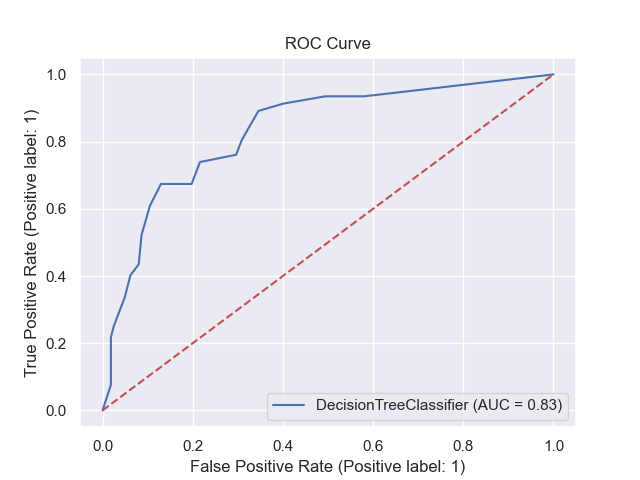 ROC Curve
1.0
0.8
0.6
0.4
0.2
0.0
True Positive Rate (Positive label: 1)
DecisionTreeClassifier (AUC = 0.83)
0.0 0.2 0.4 0.6 0.8 1.0
False Positive Rate (Positive label: 1)